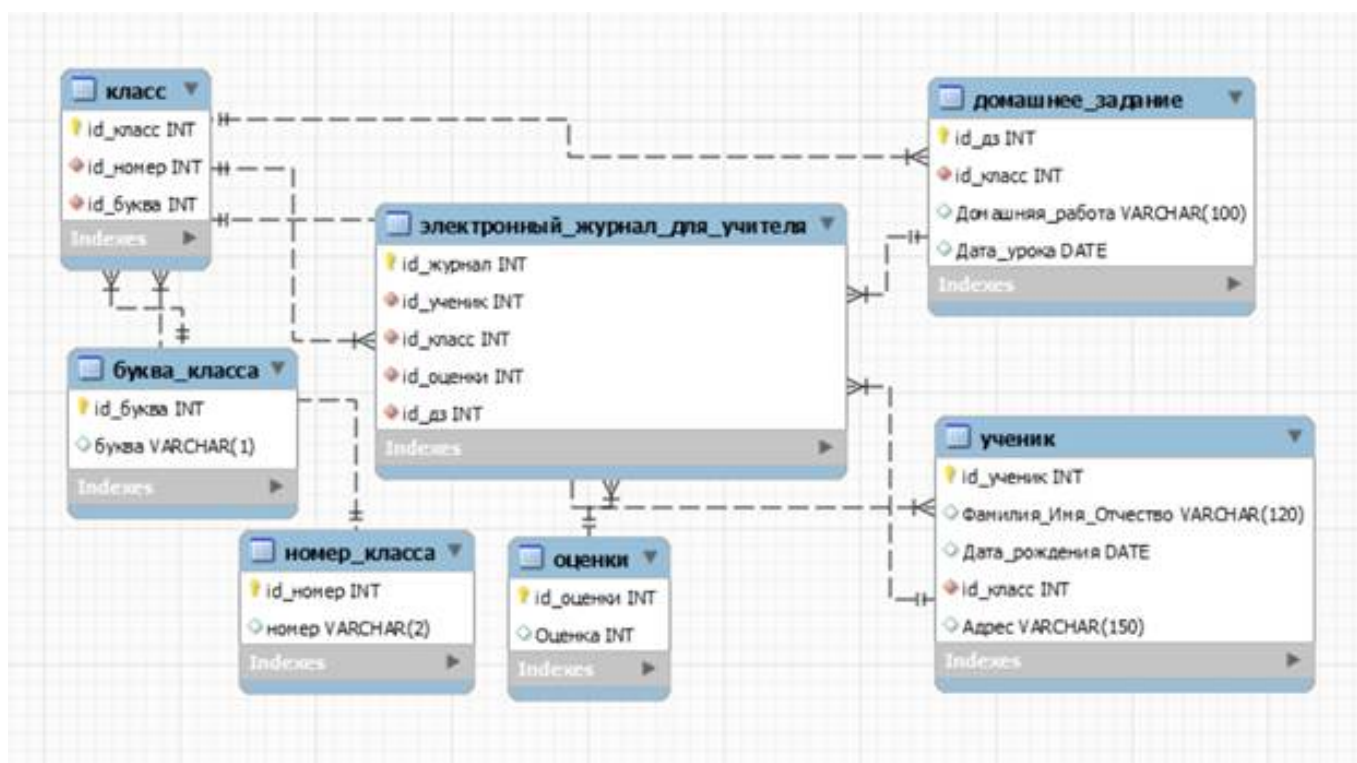 класс
id_класс INT
id_номер INT
id_буква INT
Indexes
домашнее_задание
id_дз INT
id_класс INT
Домашняя_работа VARCHAR(100)
Дата_урока DATE
Indexes
электронный_журнал_для_учителя
id_журнал INT
id_ученик INT
id_класс INT
id_оценки INT
id_дз INT
Indexes
буква_класса
id_буква INT
буква VARCHAR(1)
Indexes
ученик
id_ученик INT
Фамилия_Имя_Отчество VARCHAR(120)
Дата_рождения DATE
id_класс INT
Адрес VARCHAR(150)
Indexes
номер_класса
id_номер INT
номер VARCHAR(2)
Indexes
оценки
id_оценки INT
Оценка INT
Indexes